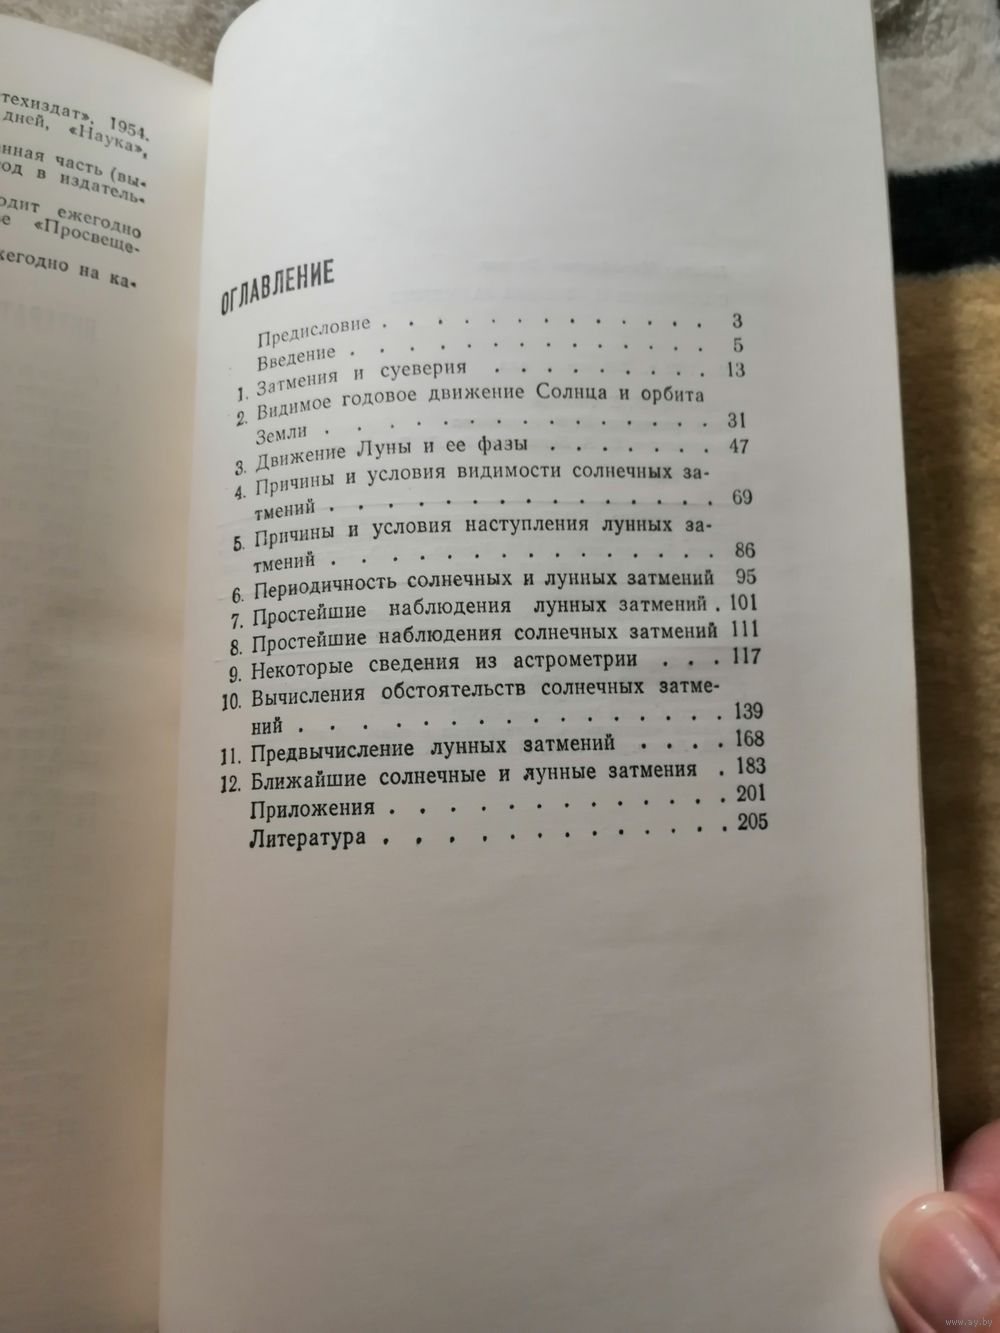 техиздат», 1954.
дней, «Наука»,
нная часть (вы-
од в издатель-
одит ежегодно
е «Просвеще-
жегодно на ка-
ОГЛАВЛЕНИЕ
Предисловие . . . . . . . . . . . . . 3
Введение . . . . . . . . . . . . . . 5
1. Затмения и суеверия . . . . . . . . . 13
2. Видимое годовое движение Солнца и орбита
Земли . . . . . . . . . . . . . . . 31
3. Движение Луны и ее фазы . . . . . . . 47
4. Причины и условия видимости солнечных за-
тмений . . . . . . . . . . . . . . . 69
5. Причины и условия наступления лунных за-
тмений . . . . . . . . . . . . . . 86
6. Периодичность солнечных и лунных затмений 95
7. Простейшие наблюдения лунных затмений . 101
8. Простейшие наблюдения солнечных затмений 111
9. Некоторые сведения из астрометрии . . . 117
10. Вычисления обстоятельств солнечных затме-
ний . . . . . . . . . . . . . . . . 139
11. Предвычисление лунных затмений . . . . 168
12. Ближайшие солнечные и лунные затмения . 183
Приложения . . . . . . . . . . . . . 201
Литература . . . . . . . . . . . . . 205
www.ay.by